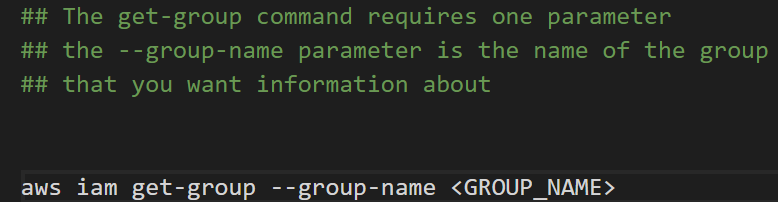 ## The get-group command requires one parameter
## the --group-name parameter is the name of the group
## that you want information about
aws iam get-group --group-name <GROUP_NAME>